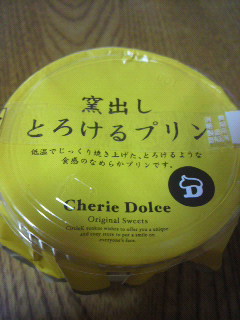 窯出し
とろけるプリン
低温でじっくり焼き上げた、とろけるような
食感のなめらかプリンです。
D
Cherie Dolce
Original Sweets
everyone's face.